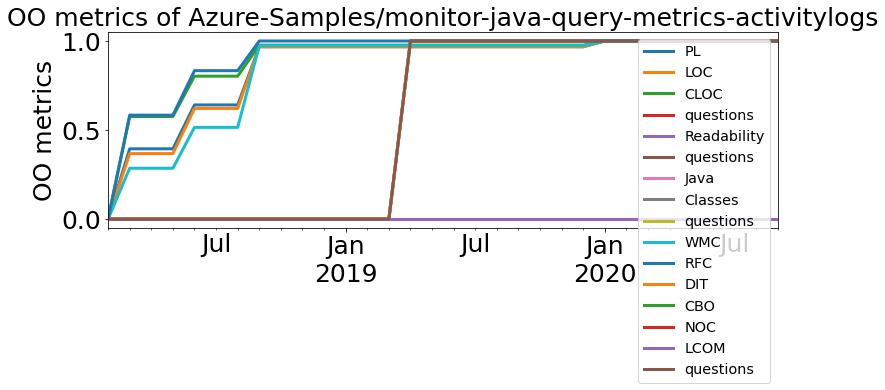 OO metrics of Azure-Samples/monitor-java-query-metrics-activitylogs
OO metrics
1.0
0.5
0.0
Jul
Jan
2019
Jul
Jan
2020
Jul
PL
LOC
CLOC
questions
Readability
questions
Java
Classes
questions
WMC
RFC
DIT
CBO
NOC
LCOM
questions